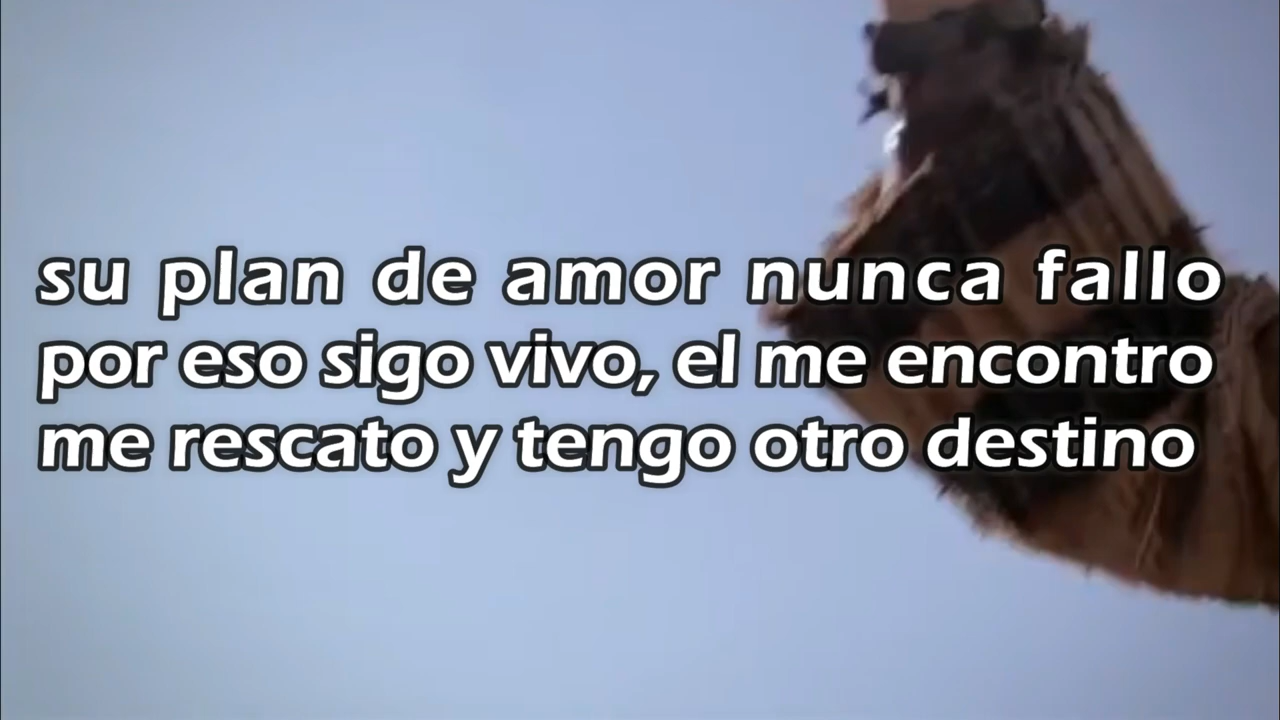 su plan de amor nunca fallo
por eso sigo vivo, el me encontro
me rescato y tengo otro destino